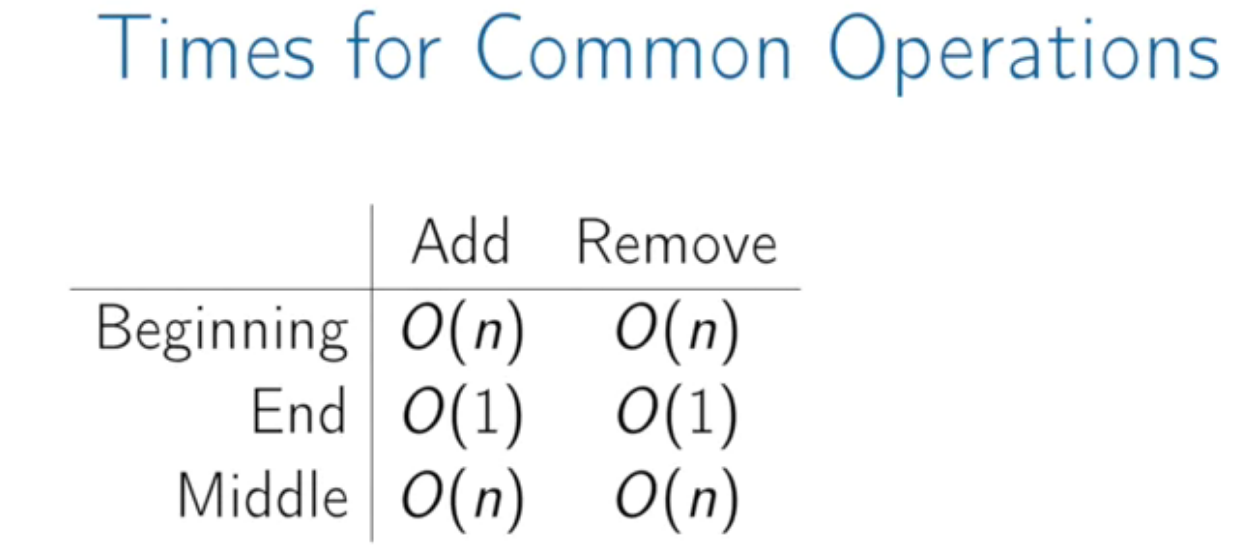 Times for Common Operations
Add Remove
Beginning O(n) O(n)
End O(1) O(1)
Middle O(n) O(n)